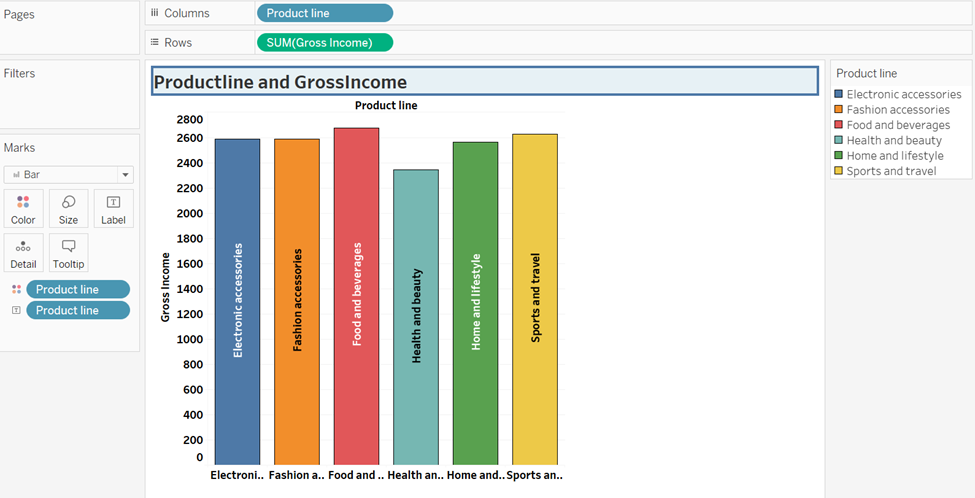 Pages
Columns
Product line
Rows
SUM(Gross Income)
Filters
Marks
Bar
Color
Size
Label
Detail
Tooltip
Product line
Product line
Productline and GrossIncome
Product line
Gross Income
2800
2600
2400
2200
2000
1800
1600
1400
1200
1000
800
600
400
200
0
Electronic accessories
Fashion accessories
Food and beverages
Health and beauty
Home and lifestyle
Sports and travel
Electroni.. Fashion a.. Food and .. Health an.. Home and.. Sports an..
Product line
Electronic accessories
Fashion accessories
Food and beverages
Health and beauty
Home and lifestyle
Sports and travel